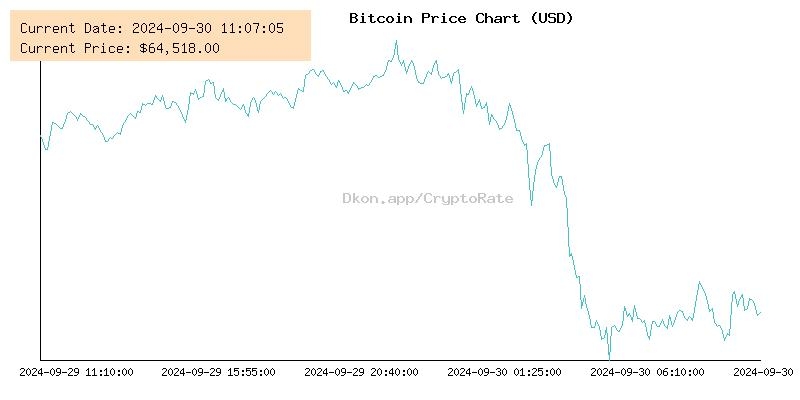 Bitcoin Price Chart (USD)
Current Date: 2024-09-30 11:07:05
Current Price: $64,518.00
Dkon.app/CryptoRate
2024-09-29 11:10:00
2024-09-29 15:55:00
2024-09-29 20:40:00
2024-09-30 01:25:00
2024-09-30 06:10:00
2024-09-30